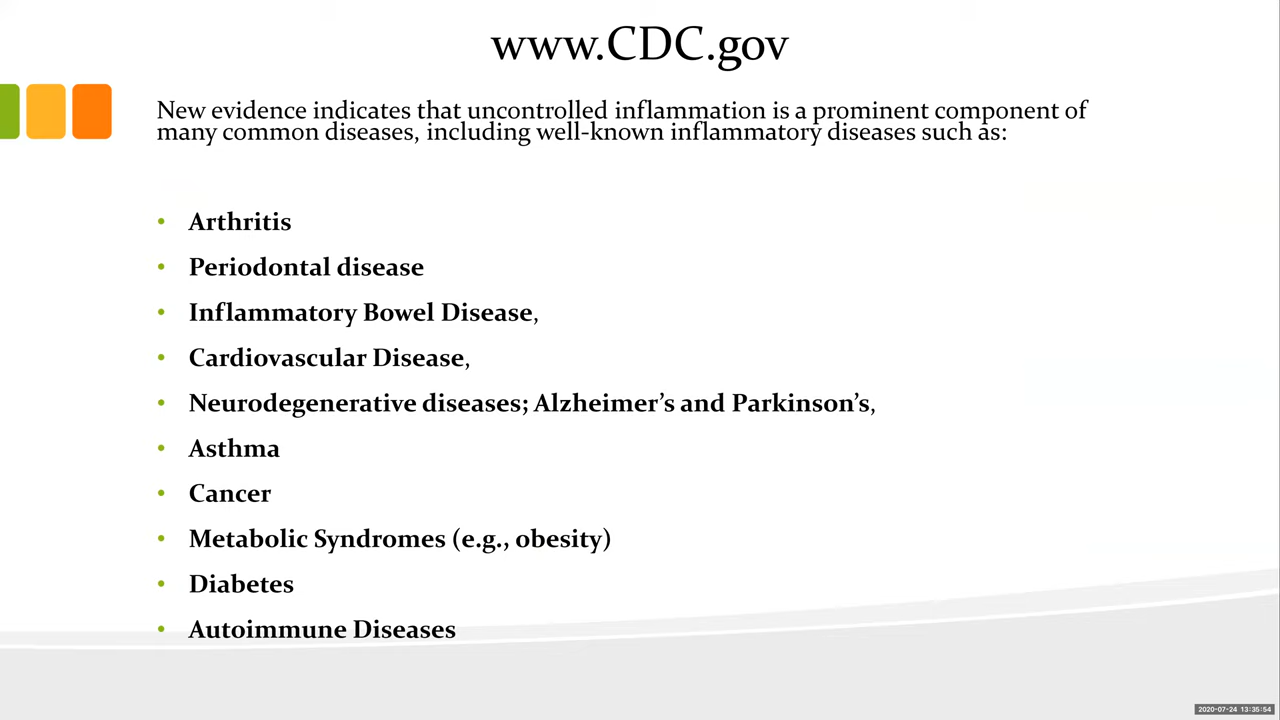 www.CDC.gov
New evidence indicates that uncontrolled inflammation is a prominent component of
many common diseases, including well-known inflammatory diseases such as:
• Arthritis
• Periodontal disease
• Inflammatory Bowel Disease,
• Cardiovascular Disease,
• Neurodegenerative diseases; Alzheimer’s and Parkinson’s,
• Asthma
• Cancer
• Metabolic Syndromes (e.g., obesity)
• Diabetes
• Autoimmune Diseases
2020-07-24 13:35:54